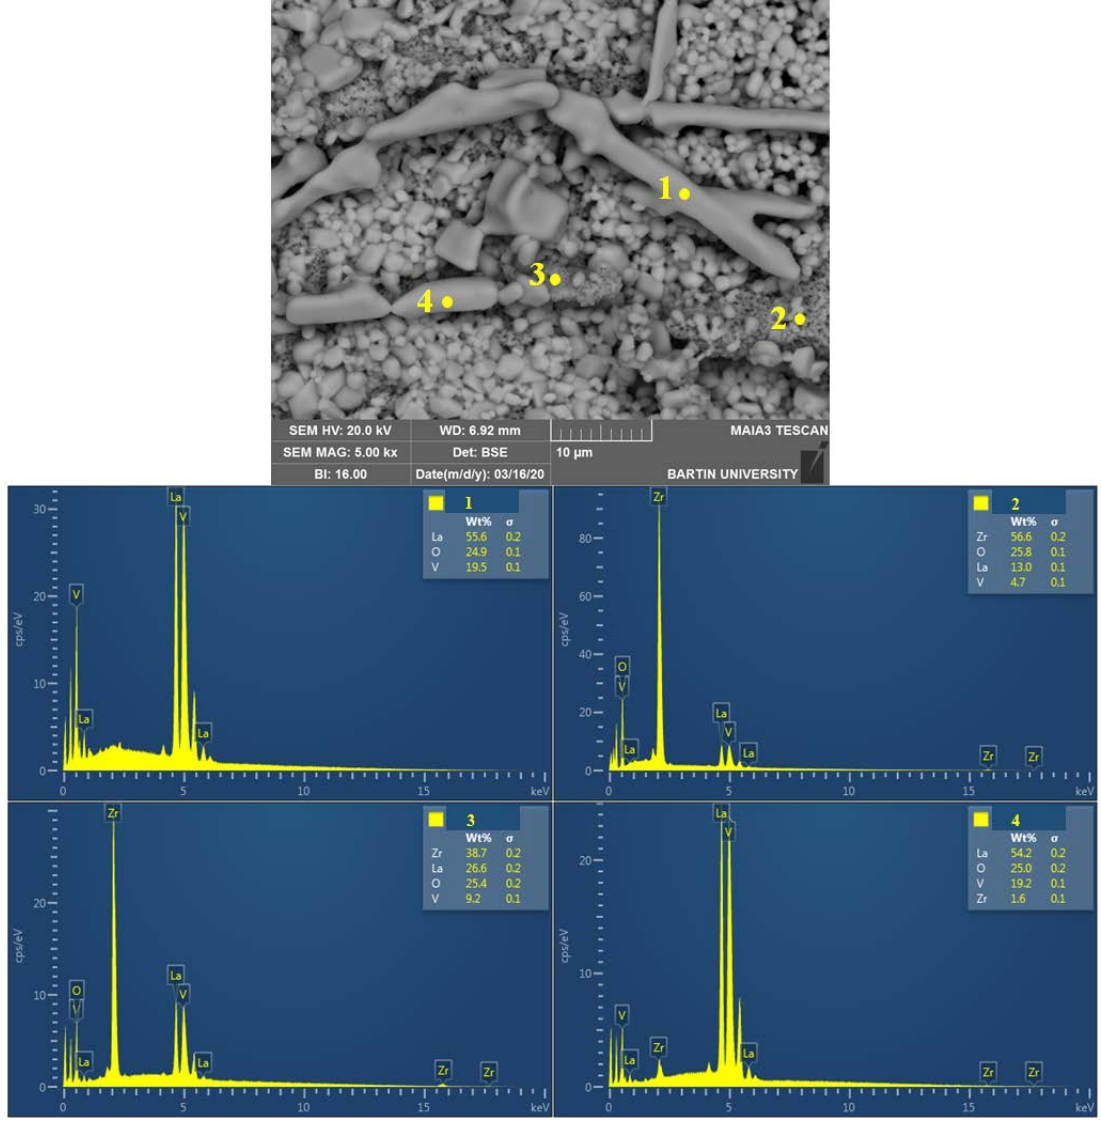 1
3
4
2
SEM HV: 20.0 kV WD: 6.92 mm MAIA3 TESCAN
SEM MAG: 5.00 kx Det: BSE 10 µm
BI: 16.00 Date(m/d/y): 03/16/20 BARTIN UNIVERSITY
1
Wt% σ
La 55.6 0.2
O 24.9 0.1
V 19.5 0.1
La
V
V
La
La
30
20
10
0
cps/eV
0 5 10 15 keV
2
Wt% σ
Zr 56.6 0.2
O 25.8 0.1
La 13.0 0.1
V 4.7 0.1
Zr
O
V
La
La
V
La
Zr
Zr
80
60
40
20
0
cps/eV
0 5 10 15 keV
3
Wt% σ
Zr 38.7 0.2
La 26.6 0.2
O 25.4 0.2
V 9.2 0.1
Zr
O
V
La
La
V
La
Zr
Zr
20
10
0
cps/eV
0 5 10 15 keV
4
Wt% σ
La 54.2 0.2
O 25.0 0.2
V 19.2 0.1
Zr 1.6 0.1
La
V
V
La
Zr
La
Zr
Zr
20
10
0
cps/eV
0 5 10 15 keV